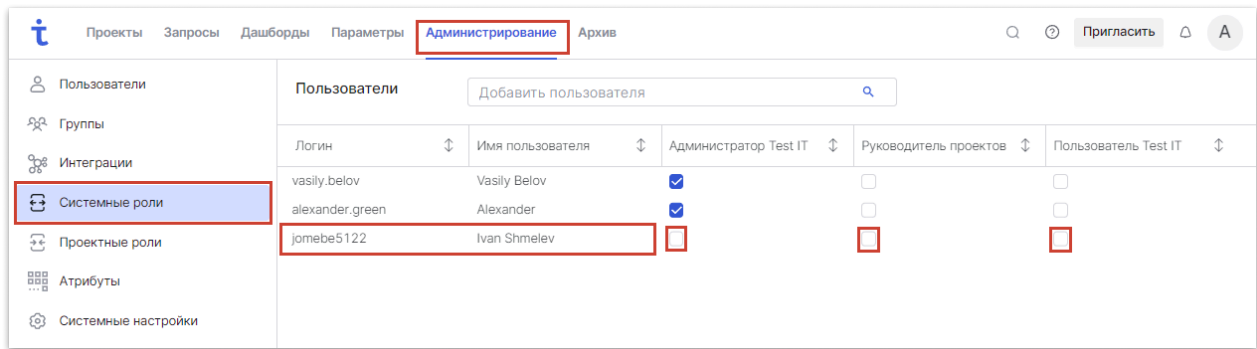 Проекты Запросы Дашборды Параметры Администрирование Архив Пригласить A
Пользователи
Группы
Интеграции
Системные роли
Проектные роли
Атрибуты
Системные настройки
Пользователи Добавить пользователя
Логин Имя пользователя Администратор Test IT Руководитель проектов Пользователь Test IT
vasily.belov Vasily Belov
alexander.green Alexander
jomebe5122 Ivan Shmelev